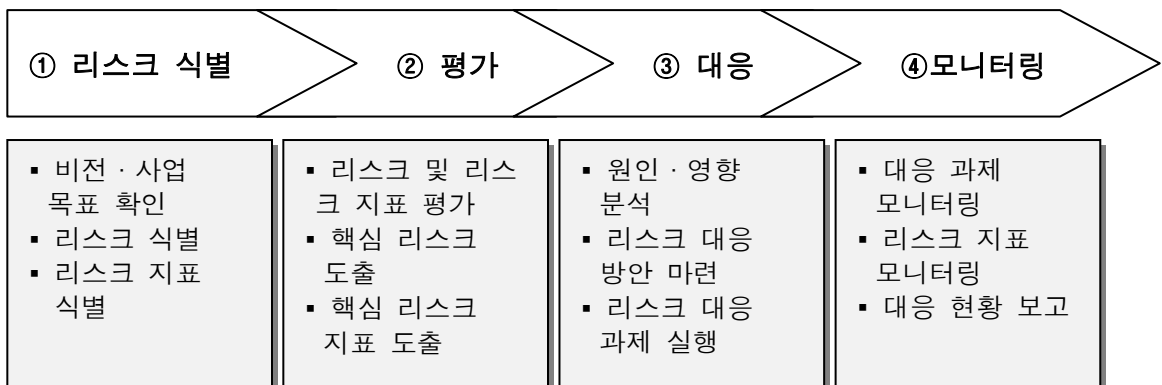 ① 리스크 식별
② 평가
③ 대응
④모니터링
▪ 비전 · 사업
목표 확인
▪ 리스크 식별
▪ 리스크 지표
식별
▪ 리스크 및 리스
크 지표 평가
▪ 핵심 리스크
도출
▪ 핵심 리스크
지표 도출
▪ 원인 · 영향
분석
▪ 리스크 대응
방안 마련
▪ 리스크 대응
과제 실행
▪ 대응 과제
모니터링
▪ 리스크 지표
모니터링
▪ 대응 현황 보고